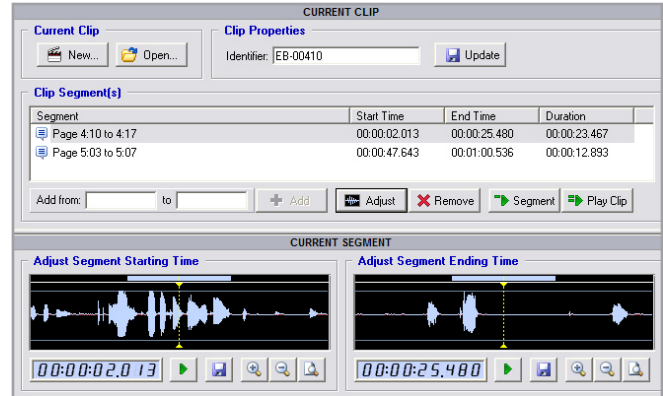 CURRENT CLIP
Current Clip
Clip Properties
New...
Open...
Identifier: EB-00410
Update
Clip Segment(s)
Segment Start Time End Time Duration
Page 4:10 to 4:17 00:00:02.013 00:00:25.480 00:00:23.467
Page 5:03 to 5:07 00:00:47.643 00:01:00.536 00:00:12.893
Add from: to Add Adjust Remove Segment Play Clip
CURRENT SEGMENT
Adjust Segment Starting Time
Adjust Segment Ending Time
00:00:02.013
00:00:25.480